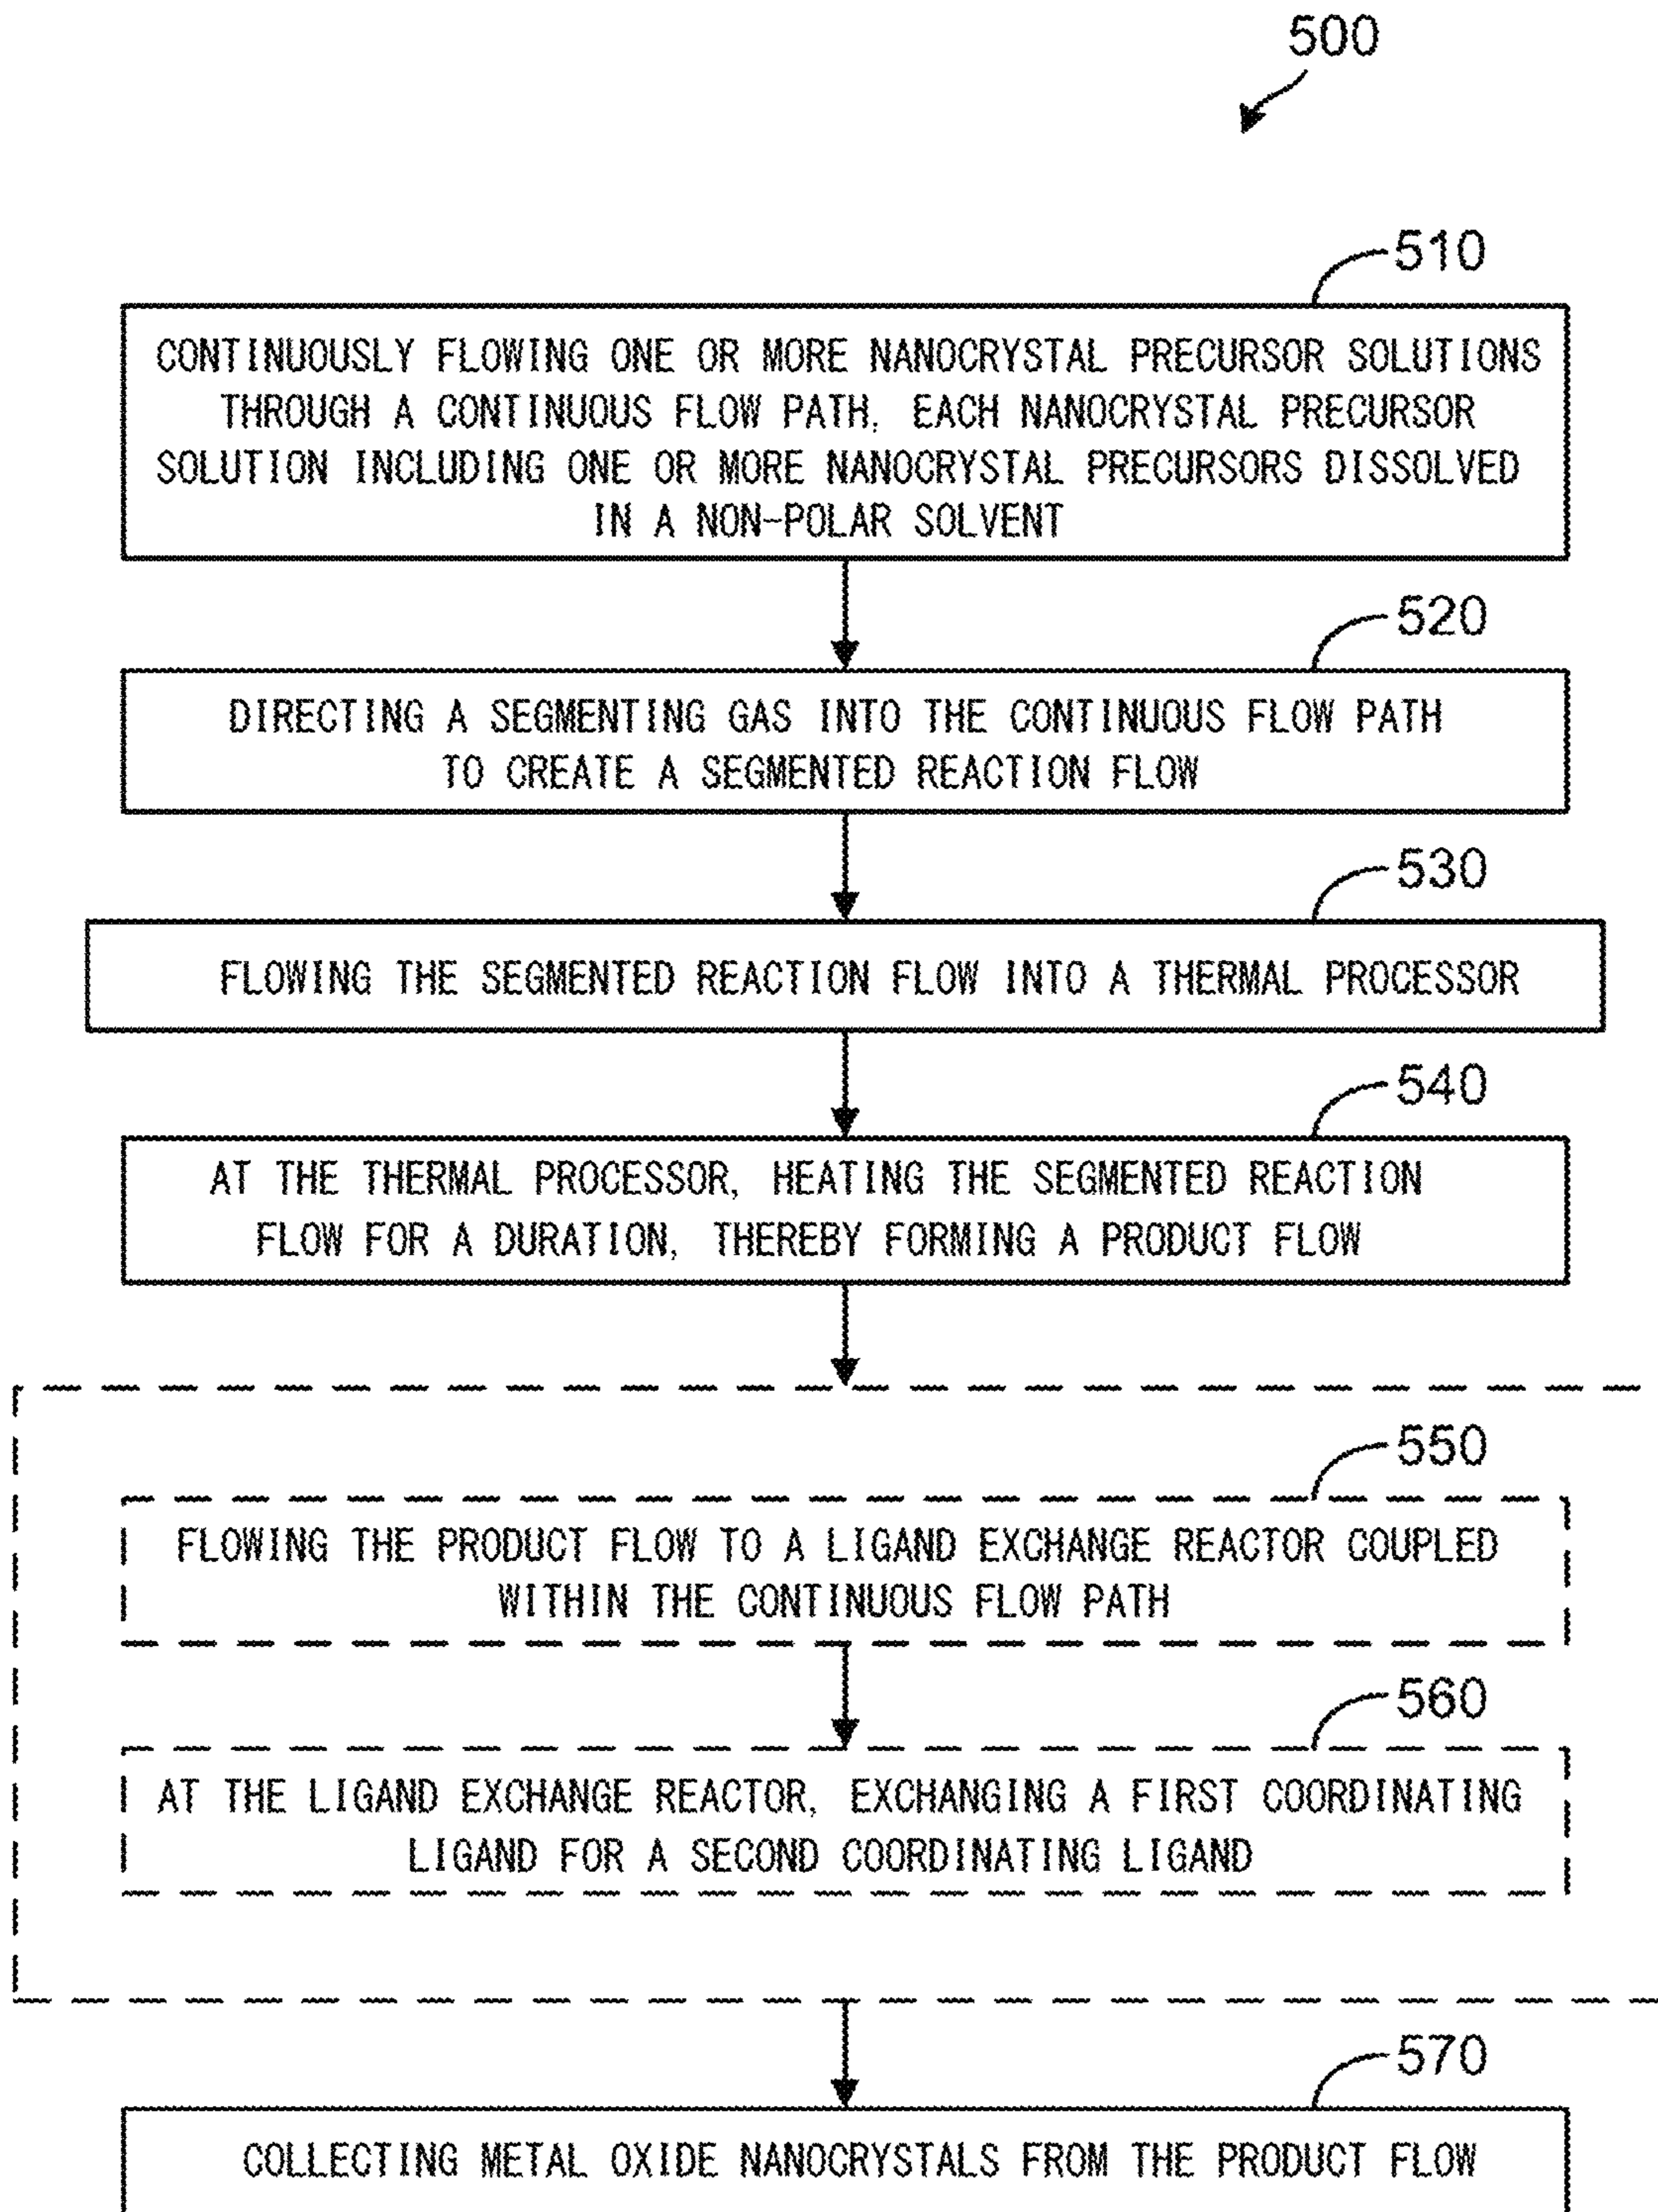 500
510
CONTINUOUSLY FLOWING ONE OR MORE NANOCRYSTAL PRECURSOR SOLUTIONS
THROUGH A CONTINUOUS FLOW PATH, EACH NANOCRYSTAL PRECURSOR
SOLUTION INCLUDING ONE OR MORE NANOCRYSTAL PRECURSORS DISSOLVED
IN A NON-POLAR SOLVENT
520
DIRECTING A SEGMENTING GAS INTO THE CONTINUOUS FLOW PATH
TO CREATE A SEGMENTED REACTION FLOW
530
FLOWING THE SEGMENTED REACTION FLOW INTO A THERMAL PROCESSOR
540
AT THE THERMAL PROCESSOR, HEATING THE SEGMENTED REACTION
FLOW FOR A DURATION, THEREBY FORMING A PRODUCT FLOW
550
FLOWING THE PRODUCT FLOW TO A LIGAND EXCHANGE REACTOR COUPLED
WITHIN THE CONTINUOUS FLOW PATH
560
AT THE LIGAND EXCHANGE REACTOR, EXCHANGING A FIRST COORDINATING
LIGAND FOR A SECOND COORDINATING LIGAND
570
COLLECTING METAL OXIDE NANOCRYSTALS FROM THE PRODUCT FLOW